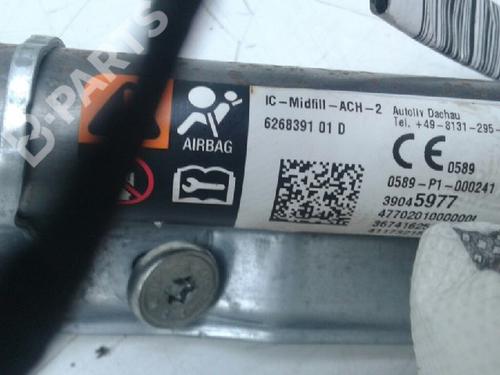 B-PARTS
AIRBAG
IC-Midfill-ACH-2
6268391 01 D
Autoliv Dachau
Tel. +49-8131-295-
CE 0589
0589-P1-000241
39045977